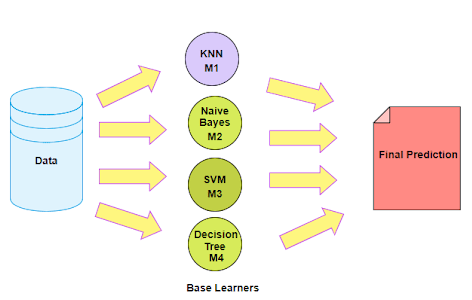 KNN
M1
Naive
Bayes
M2
Data
SVM
M3
Final Prediction
Decision
Tree
M4
Base Learners